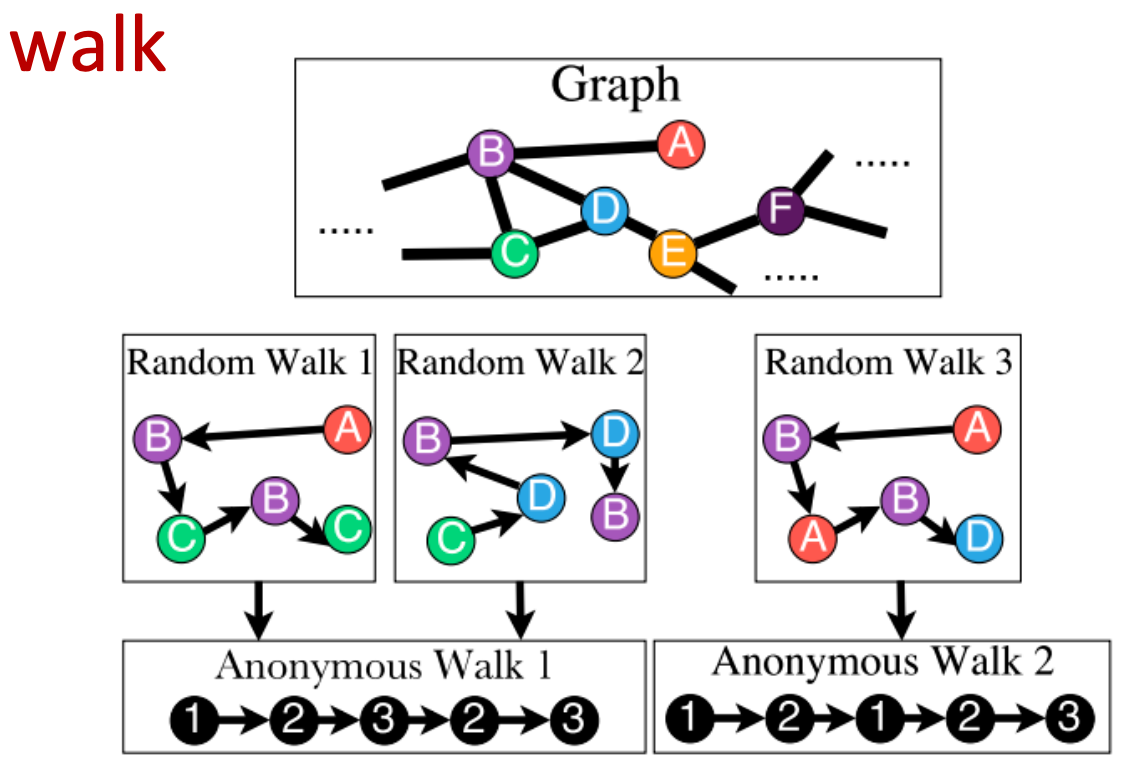 walk
Graph
B A
D F
C E
.....
.....
.....
Random Walk 1
B A
B
C C
Random Walk 2
B D
D
C B
Random Walk 3
B A
B
A D
Anonymous Walk 1
1 2 3 2 3
Anonymous Walk 2
1 2 1 2 3